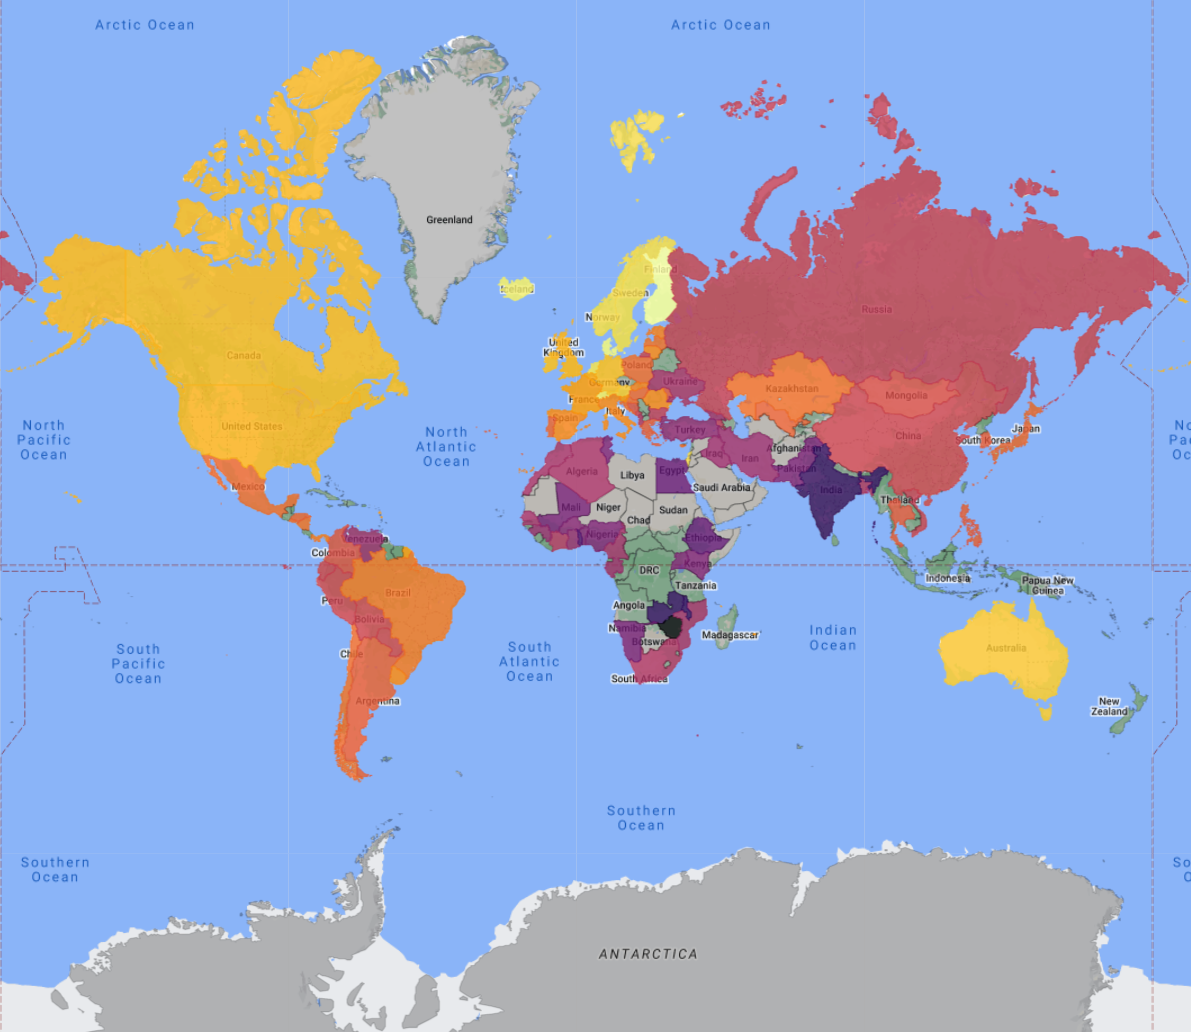 Arctic Ocean
Arctic Ocean
Greenland
Iceland
Finland
Sweden
Norway
Russia
United
Kingdom
Canada
Poland
Germany
Ukraine
Kazakhstan
Mongolia
France
Italy
Spain
United States
North
Pacific
Ocean
North
Atlantic
Ocean
Turkey
China
South Korea
Japan
Iraq
Iran
Afghanistan
Pakistan
Algeria
Libya
Egypt
Saudi Arabia
India
Mexico
Mali
Niger
Chad
Sudan
Thailand
Nigeria
Ethiopia
Venezuela
Colombia
DRC
Kenya
Tanzania
Indonesia
Papua New
Guinea
Peru
Brazil
Angola
Bolivia
Namibia
Botswana
Madagascar
Indian
Ocean
Australia
South
Pacific
Ocean
Chile
South
Atlantic
Ocean
South Africa
Argentina
New
Zealand
Southern
Ocean
Southern
Ocean
ANTARCTICA